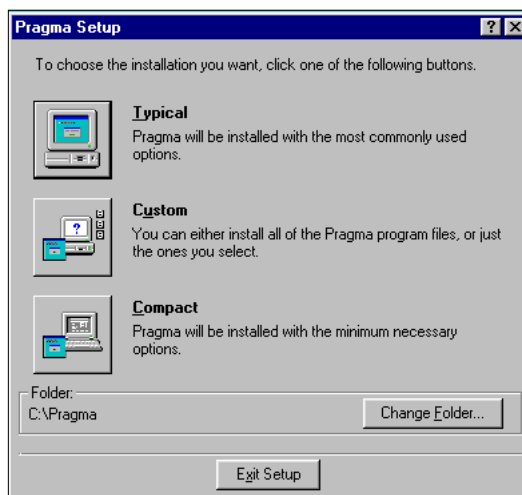 Pragma Setup
To choose the installation you want, click one of the following buttons.
Typical
Pragma will be installed with the most commonly used
options.
Custom
You can either install all of the Pragma program files, or just
the ones you select.
Compact
Pragma will be installed with the minimum necessary
options.
Folder:
C:\Pragma
Change Folder...
Exit Setup